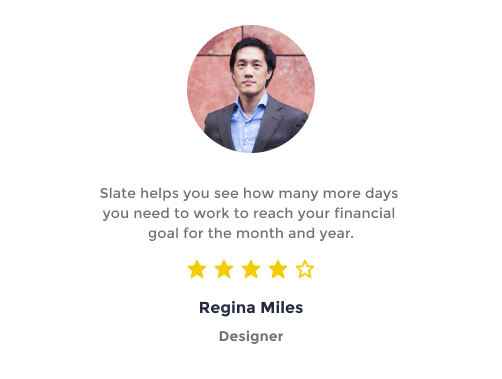 Slate helps you see how many more days
you need to work to reach your financial
goal for the month and year.
Regina Miles
Designer